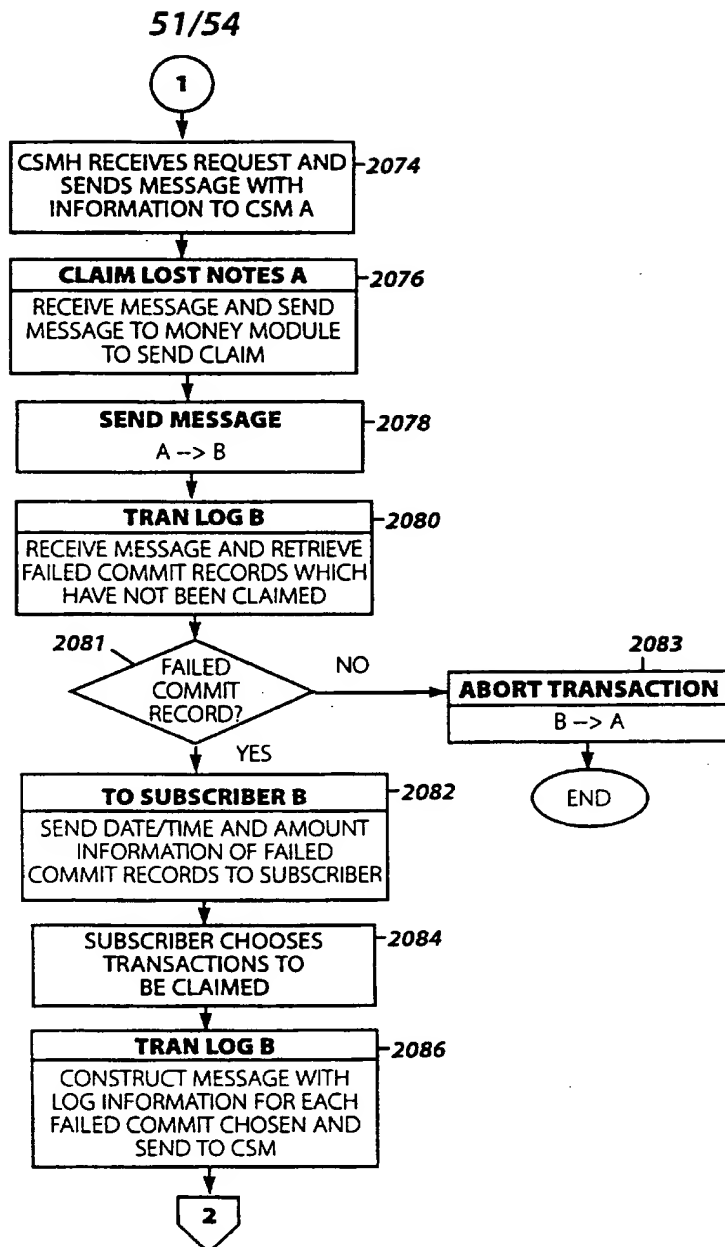 51/54
1
CSMH RECEIVES REQUEST AND
SENDS MESSAGE WITH
INFORMATION TO CSM A
2074
CLAIM LOST NOTES A
2076
RECEIVE MESSAGE AND SEND
MESSAGE TO MONEY MODULE
TO SEND CLAIM
SEND MESSAGE
2078
A --> B
TRAN LOG B
2080
RECEIVE MESSAGE AND RETRIEVE
FAILED COMMIT RECORDS WHICH
HAVE NOT BEEN CLAIMED
2081
FAILED
COMMIT
RECORD?
NO
YES
2083
ABORT TRANSACTION
B --> A
END
TO SUBSCRIBER B
2082
SEND DATE/TIME AND AMOUNT
INFORMATION OF FAILED
COMMIT RECORDS TO SUBSCRIBER
SUBSCRIBER CHOOSES
TRANSACTIONS TO
BE CLAIMED
2084
TRAN LOG B
2086
CONSTRUCT MESSAGE WITH
LOG INFORMATION FOR EACH
FAILED COMMIT CHOSEN AND
SEND TO CSM
2